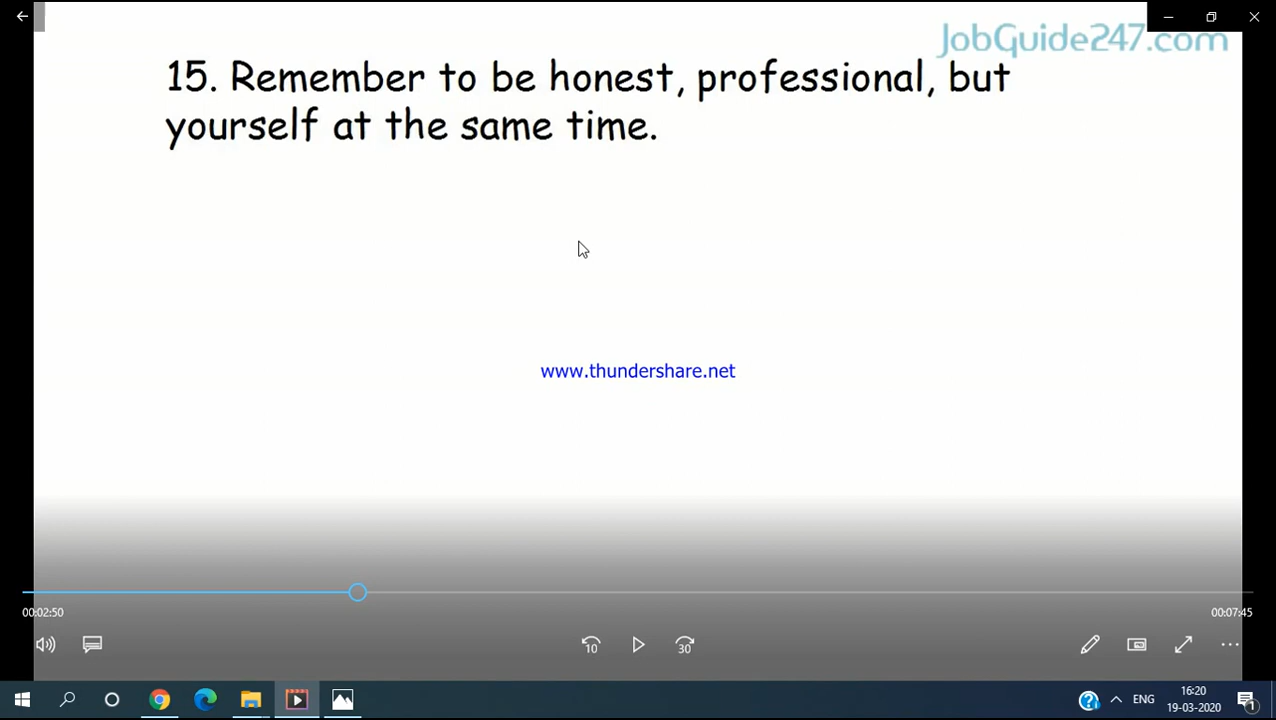 JobGuide247.com
15. Remember to be honest, professional, but
yourself at the same time.
www.thundershare.net
00:02:50
00:07:45
10
30
ENG
16:20
19-03-2020
1